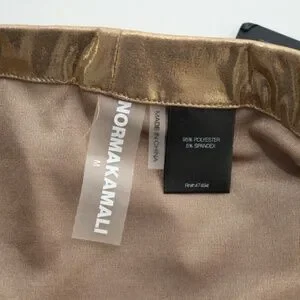 NORMAKAMALI
M
MADE IN CHINA
95% POLYESTER
5% SPANDEX